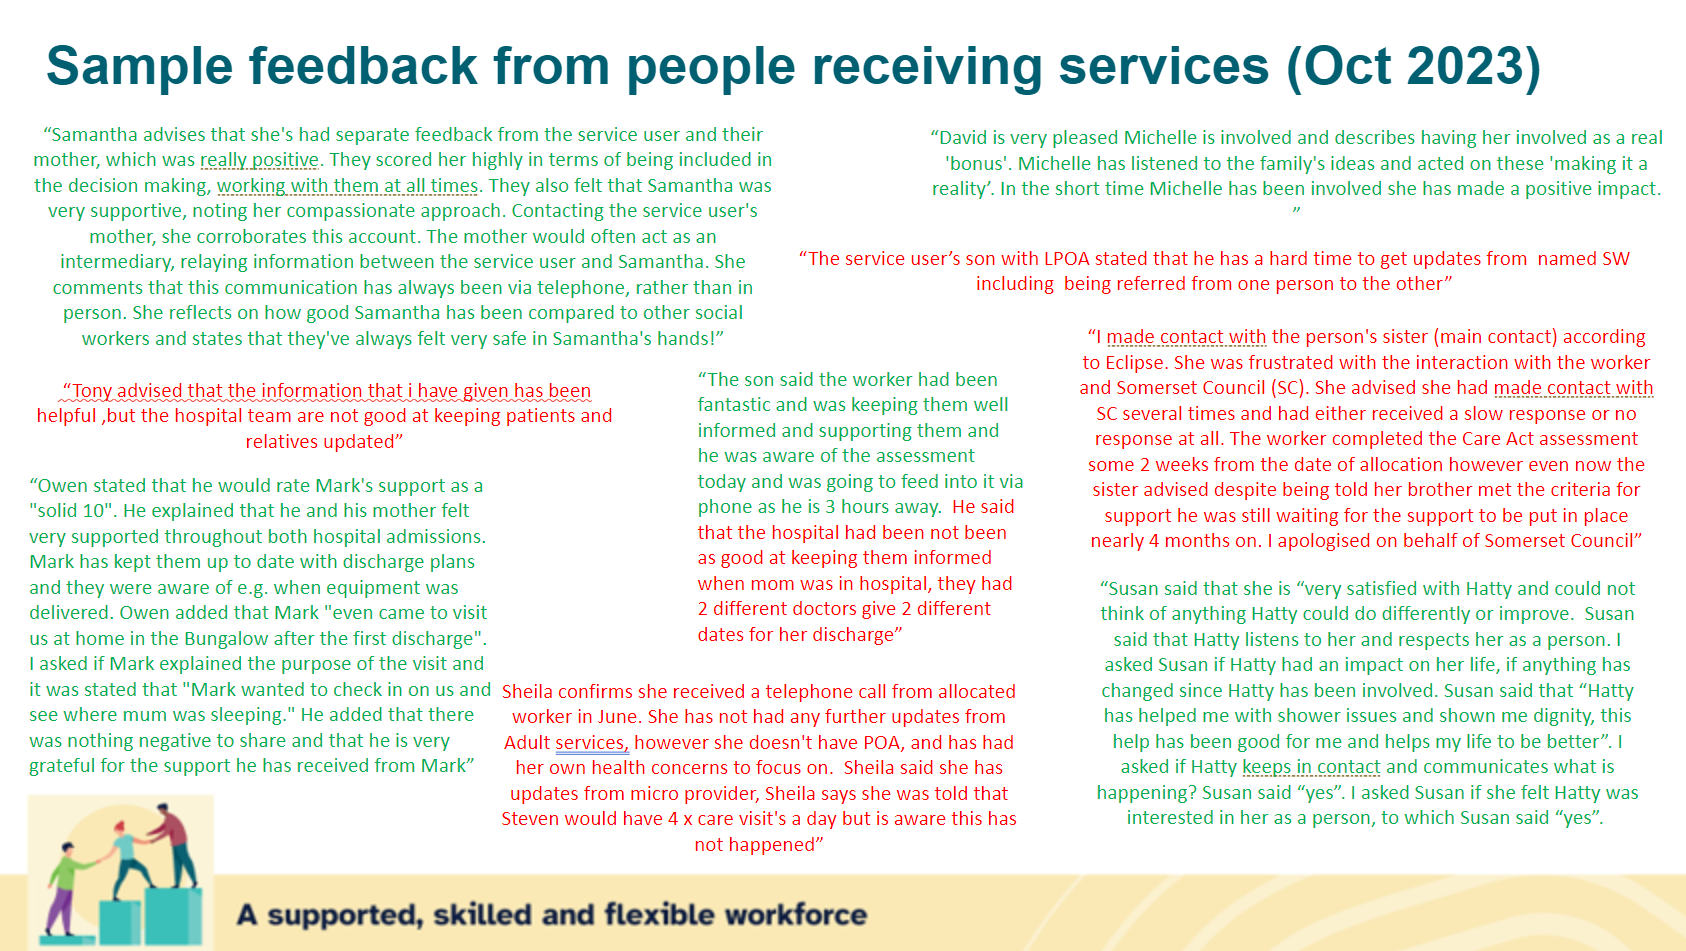 Sample feedback from people receiving services (Oct 2023)
“Samantha advises that she's had separate feedback from the service user and their
mother, which was really positive. They scored her highly in terms of being included in
the decision making, working with them at all times. They also felt that Samantha was
very supportive, noting her compassionate approach. Contacting the service user's
mother, she corroborates this account. The mother would often act as an
intermediary, relaying information between the service user and Samantha. She
comments that this communication has always been via telephone, rather than in
person. She reflects on how good Samantha has been compared to other social
workers and states that they've always felt very safe in Samantha's hands!”
“David is very pleased Michelle is involved and describes having her involved as a real
'bonus'. Michelle has listened to the family's ideas and acted on these 'making it a
reality’. In the short time Michelle has been involved she has made a positive impact.
”
“The service user’s son with LPOA stated that he has a hard time to get updates from  named SW
including  being referred from one person to the other”
“Tony advised that the information that i have given has been
helpful ,but the hospital team are not good at keeping patients and
relatives updated”
“The son said the worker had been
fantastic and was keeping them well
informed and supporting them and
he was aware of the assessment
today and was going to feed into it via
phone as he is 3 hours away.  He said
that the hospital had been not been
as good at keeping them informed
when mom was in hospital, they had
2 different doctors give 2 different
dates for her discharge”
“I made contact with the person's sister (main contact) according
to Eclipse. She was frustrated with the interaction with the worker
and Somerset Council (SC). She advised she had made contact with
SC several times and had either received a slow response or no
response at all. The worker completed the Care Act assessment
some 2 weeks from the date of allocation however even now the
sister advised despite being told her brother met the criteria for
support he was still waiting for the support to be put in place
nearly 4 months on. I apologised on behalf of Somerset Council”
“Owen stated that he would rate Mark's support as a
"solid 10". He explained that he and his mother felt
very supported throughout both hospital admissions.
Mark has kept them up to date with discharge plans
and they were aware of e.g. when equipment was
delivered. Owen added that Mark "even came to visit
us at home in the Bungalow after the first discharge".
I asked if Mark explained the purpose of the visit and
it was stated that "Mark wanted to check in on us and
see where mum was sleeping." He added that there
was nothing negative to share and that he is very
grateful for the support he has received from Mark”
Sheila confirms she received a telephone call from allocated
worker in June. She has not had any further updates from
Adult services, however she doesn't have POA, and has had
her own health concerns to focus on.  Sheila said she has
updates from micro provider, Sheila says she was told that
Steven would have 4 x care visit's a day but is aware this has
not happened”
“Susan said that she is “very satisfied with Hatty and could not
think of anything Hatty could do differently or improve.  Susan
said that Hatty listens to her and respects her as a person. I
asked Susan if Hatty had an impact on her life, if anything has
changed since Hatty has been involved. Susan said that “Hatty
has helped me with shower issues and shown me dignity, this
help has been good for me and helps my life to be better”. I
asked if Hatty keeps in contact and communicates what is
happening? Susan said “yes”. I asked Susan if she felt Hatty was
interested in her as a person, to which Susan said “yes”.
A supported, skilled and flexible workforce